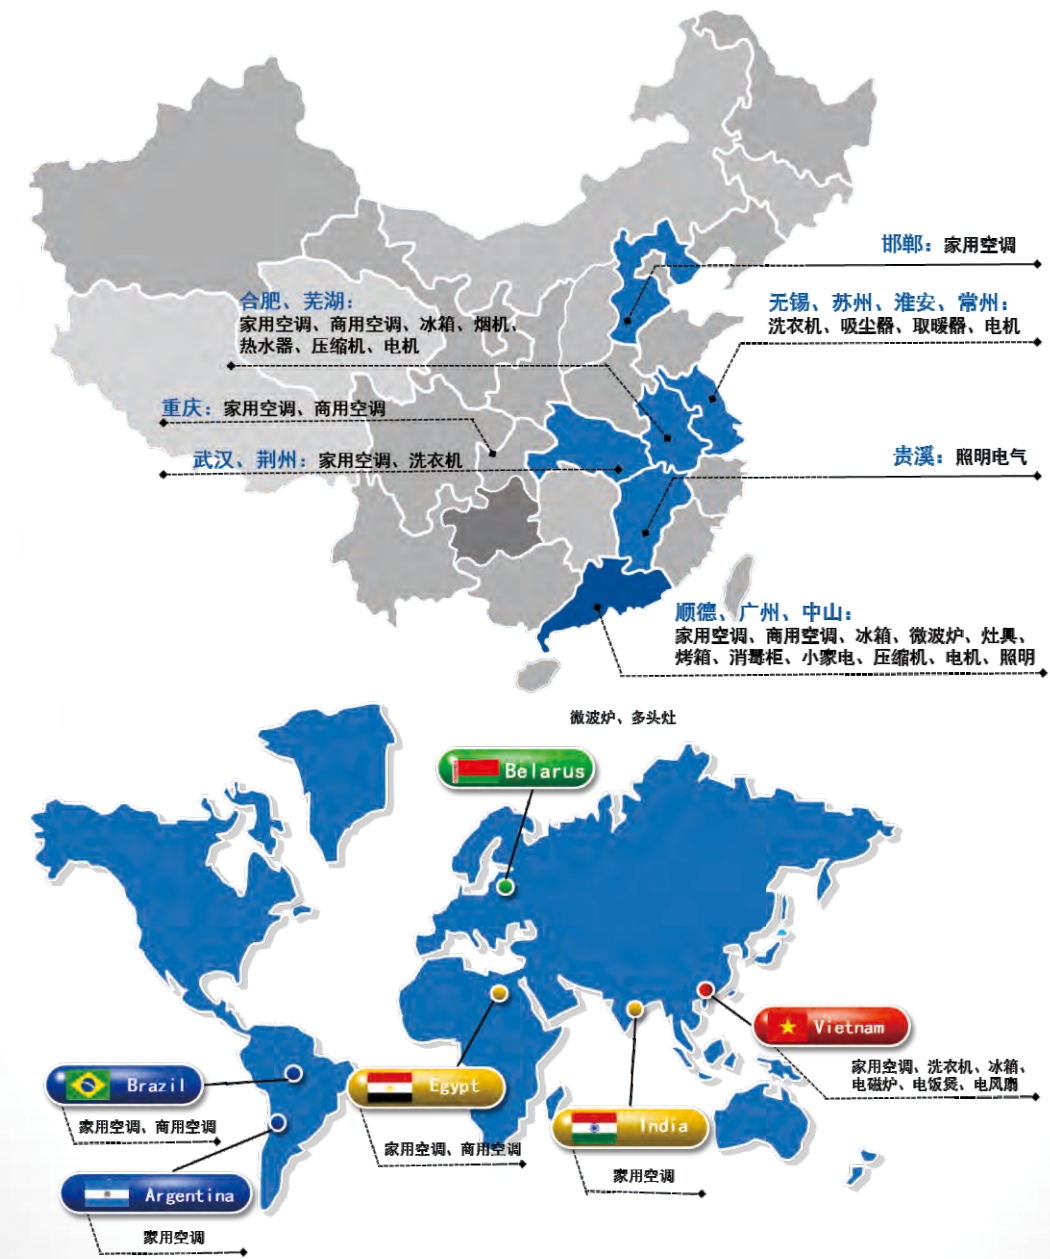 邯郸：家用空调
合肥、芜湖：
家用空调、商用空调、冰箱、烟机、
热水器、压缩机、电机
无锡、苏州、淮安、常州：
洗衣机、吸尘器、取暖器、电机
重庆：家用空调、商用空调
武汉、荆州：家用空调、洗衣机
贵溪：照明电气
顺德、广州、中山：
家用空调、商用空调、冰箱、微波炉、灶具、
烤箱、消毒柜、小家电、压缩机、电机、照明
微波炉、多头灶
Belarus
Vietnam
家用空调、洗衣机、冰箱、
电磁炉、电饭煲、电风扇
Brazil
家用空调、商用空调
Egypt
家用空调、商用空调
India
家用空调
Argentina
家用空调